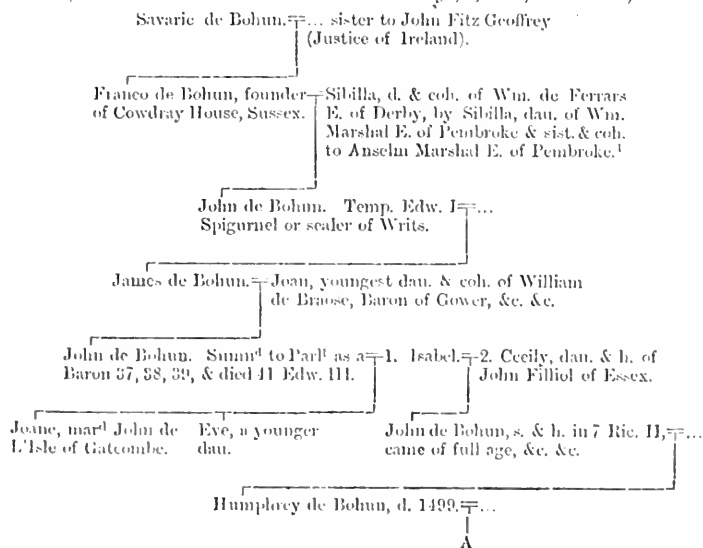 Savaric de Bohun. = ... sister to John Fitz Geoffrey
(Justice of Ireland).
Franco de Bohun, founder = Sibilla, d. & coh. of Wm. de Ferrars
of Cowdray House, Sussex. E. of Derby, by Sibilla, dau. of Wm.
Marshal E. of Pembroke & sist. & coh.
to Anselm Marshal E. of Pembroke.¹
John de Bohun. Temp. Edw. I = ...
Spigurnel or sealer of Writs.
James de Bohun. = Joan, youngest dau. & coh. of William
de Braose, Baron of Gower, &c. &c.
John de Bohun. Summᵈ to Parlᵗ as a = 1. Isabel. = 2. Cecily, dau. & h. of
Baron 37, 38, 39, & died 41 Edw. III. John Filliol of Essex.
Joane, marᵈ John de Eve, a younger John de Bohun, s. & h. in 7 Ric. II, = ...
L'Isle of Gatcombe. dau. came of full age, &c. &c.
Humphrey de Bohun, d. 1499. = ...
A